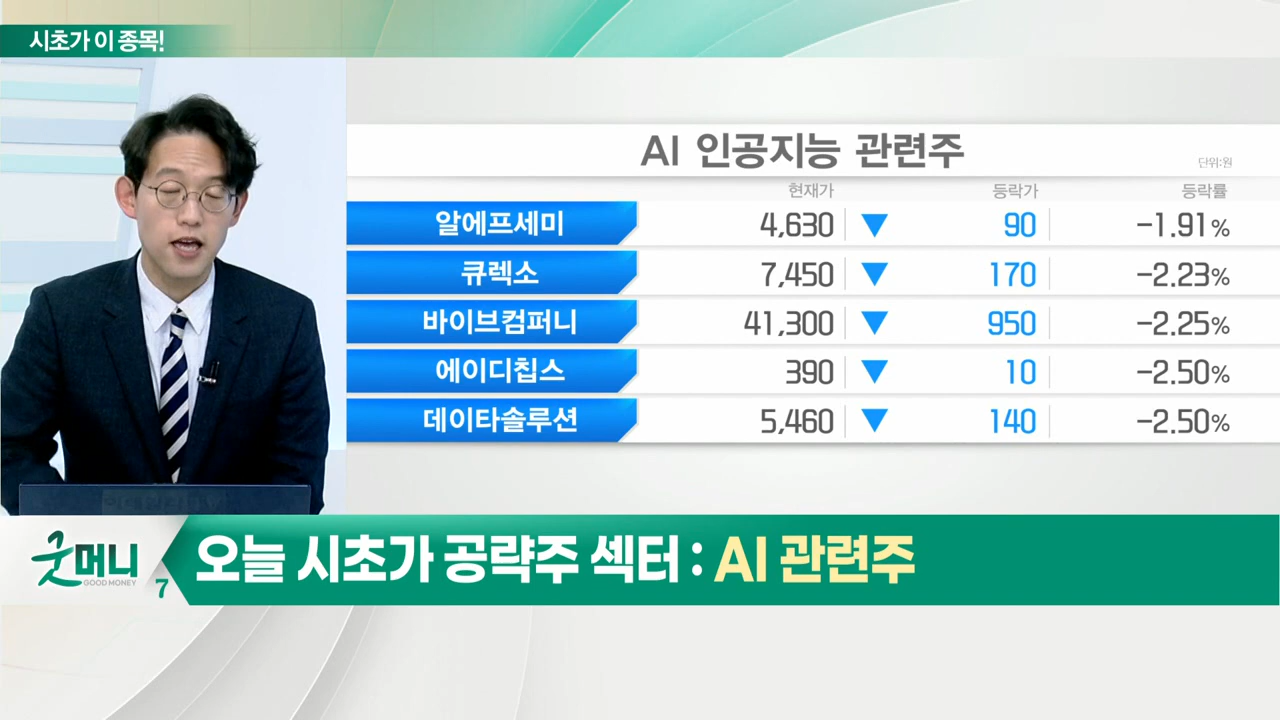 시초가 이 종목!
AI 인공지능 관련주
단위:원
현재가 등락가 등락률
알에프세미 4,630 ▼ 90 -1.91%
큐렉소 7,450 ▼ 170 -2.23%
바이브컴퍼니 41,300 ▼ 950 -2.25%
에이디칩스 390 ▼ 10 -2.50%
데이타솔루션 5,460 ▼ 140 -2.50%
굿머니
GOOD MONEY
7
오늘 시초가 공략주 섹터 : AI 관련주